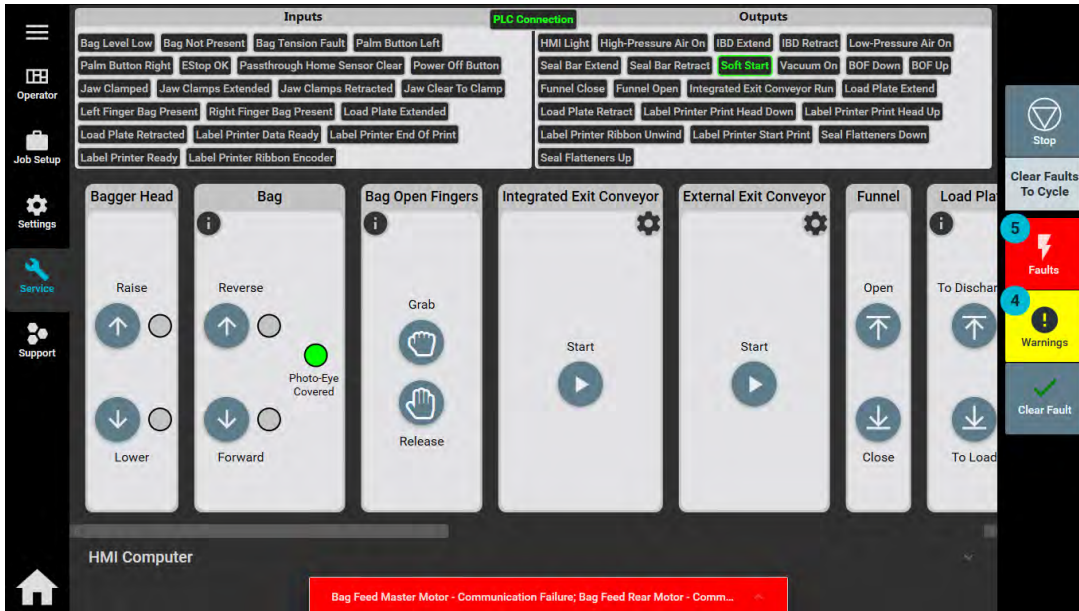 Inputs
PLC Connection
Outputs
Bag Level Low Bag Not Present Bag Tension Fault Palm Button Left
Palm Button Right EStop OK Passthrough Home Sensor Clear Power Off Button
Jaw Clamped Jaw Clamps Extended Jaw Clamps Retracted Jaw Clear To Clamp
Left Finger Bag Present Right Finger Bag Present Load Plate Extended
Load Plate Retracted Label Printer Data Ready Label Printer End Of Print
Label Printer Ready Label Printer Ribbon Encoder
HMI Light High-Pressure Air On IBD Extend IBD Retract Low-Pressure Air On
Seal Bar Extend Seal Bar Retract Soft Start Vacuum On BOF Down BOF Up
Funnel Close Funnel Open Integrated Exit Conveyor Run Load Plate Extend
Load Plate Retract Label Printer Print Head Down Label Printer Print Head Up
Label Printer Ribbon Unwind Label Printer Start Print Seal Flatteners Down
Seal Flatteners Up
Operator
Job Setup
Settings
Service
Support
Bagger Head
Raise
Lower
Bag
Reverse
Photo-Eye
Covered
Forward
Bag Open Fingers
Grab
Release
Integrated Exit Conveyor
Start
External Exit Conveyor
Start
Funnel
Open
Close
Load Pla
To Dischar
To Load
Stop
Clear Faults
To Cycle
5
Faults
4
Warnings
Clear Fault
HMI Computer
Bag Feed Master Motor - Communication Failure; Bag Feed Rear Motor - Comm...